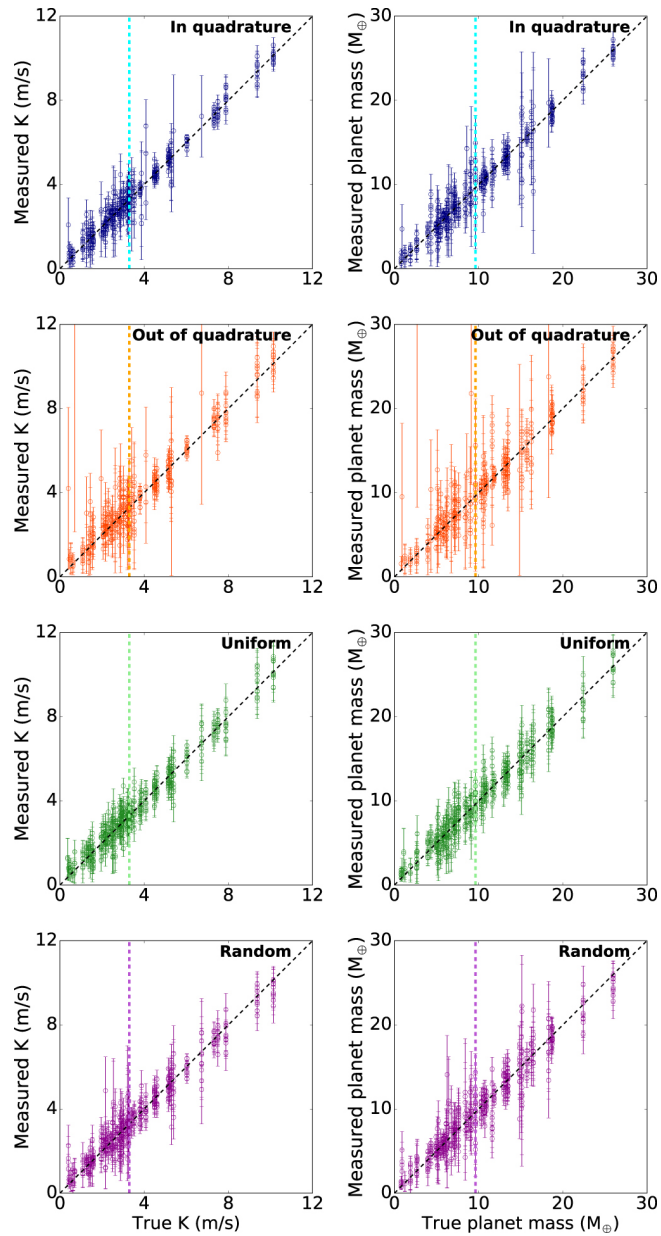 In quadrature
Measured K (m/s)
12
8
4
0
0 4 8 12
In quadrature
Measured planet mass (M⊕)
30
20
10
0
0 10 20 30
Out of quadrature
Measured K (m/s)
12
8
4
0
0 4 8 12
Out of quadrature
Measured planet mass (M⊕)
30
20
10
0
0 10 20 30
Uniform
Measured K (m/s)
12
8
4
0
0 4 8 12
Uniform
Measured planet mass (M⊕)
30
20
10
0
0 10 20 30
Random
Measured K (m/s)
12
8
4
0
0 4 8 12
True K (m/s)
Random
Measured planet mass (M⊕)
30
20
10
0
0 10 20 30
True planet mass (M⊕)